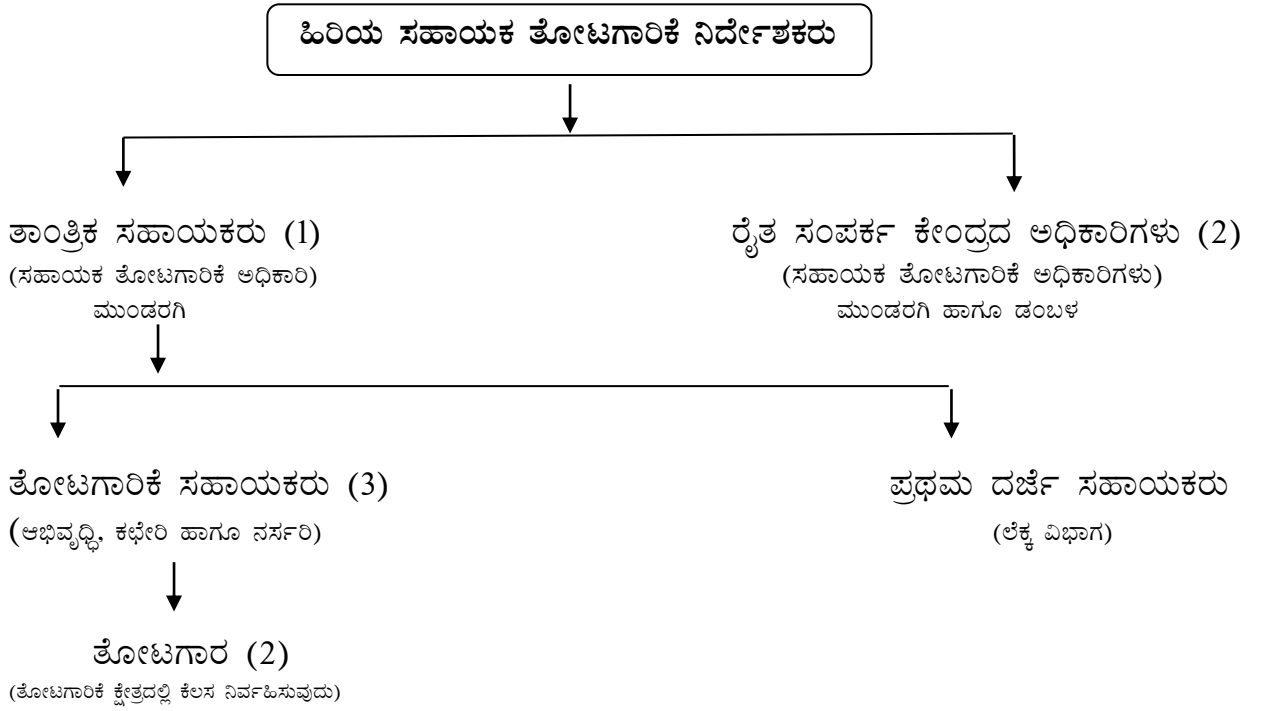 ಹಿರಿಯ ಸಹಾಯಕ ತೋಟಗಾರಿಕೆ ನಿರ್ದೇಶಕರು
ತಾಂತ್ರಿಕ ಸಹಾಯಕರು (1)
(ಸಹಾಯಕ ತೋಟಗಾರಿಕೆ ಅಧಿಕಾರಿ)
ಮುಂಡರಗಿ
ರೈತ ಸಂಪರ್ಕ ಕೇಂದ್ರದ ಅಧಿಕಾರಿಗಳು (2)
(ಸಹಾಯಕ ತೋಟಗಾರಿಕೆ ಅಧಿಕಾರಿಗಳು)
ಮುಂಡರಗಿ ಹಾಗೂ ಡಂಬಳ
ತೋಟಗಾರಿಕೆ ಸಹಾಯಕರು (3)
(ಆಭಿವೃಧ್ಧಿ, ಕಛೇರಿ ಹಾಗೂ ನರ್ಸರಿ)
ಪ್ರಥಮ ದರ್ಜೆ ಸಹಾಯಕರು
(ಲೆಕ್ಕ ವಿಭಾಗ)
ತೋಟಗಾರ (2)
(ತೋಟಗಾರಿಕೆ ಕ್ಷೇತ್ರದಲ್ಲಿ ಕೆಲಸ ನಿರ್ವಹಿಸುವುದು)